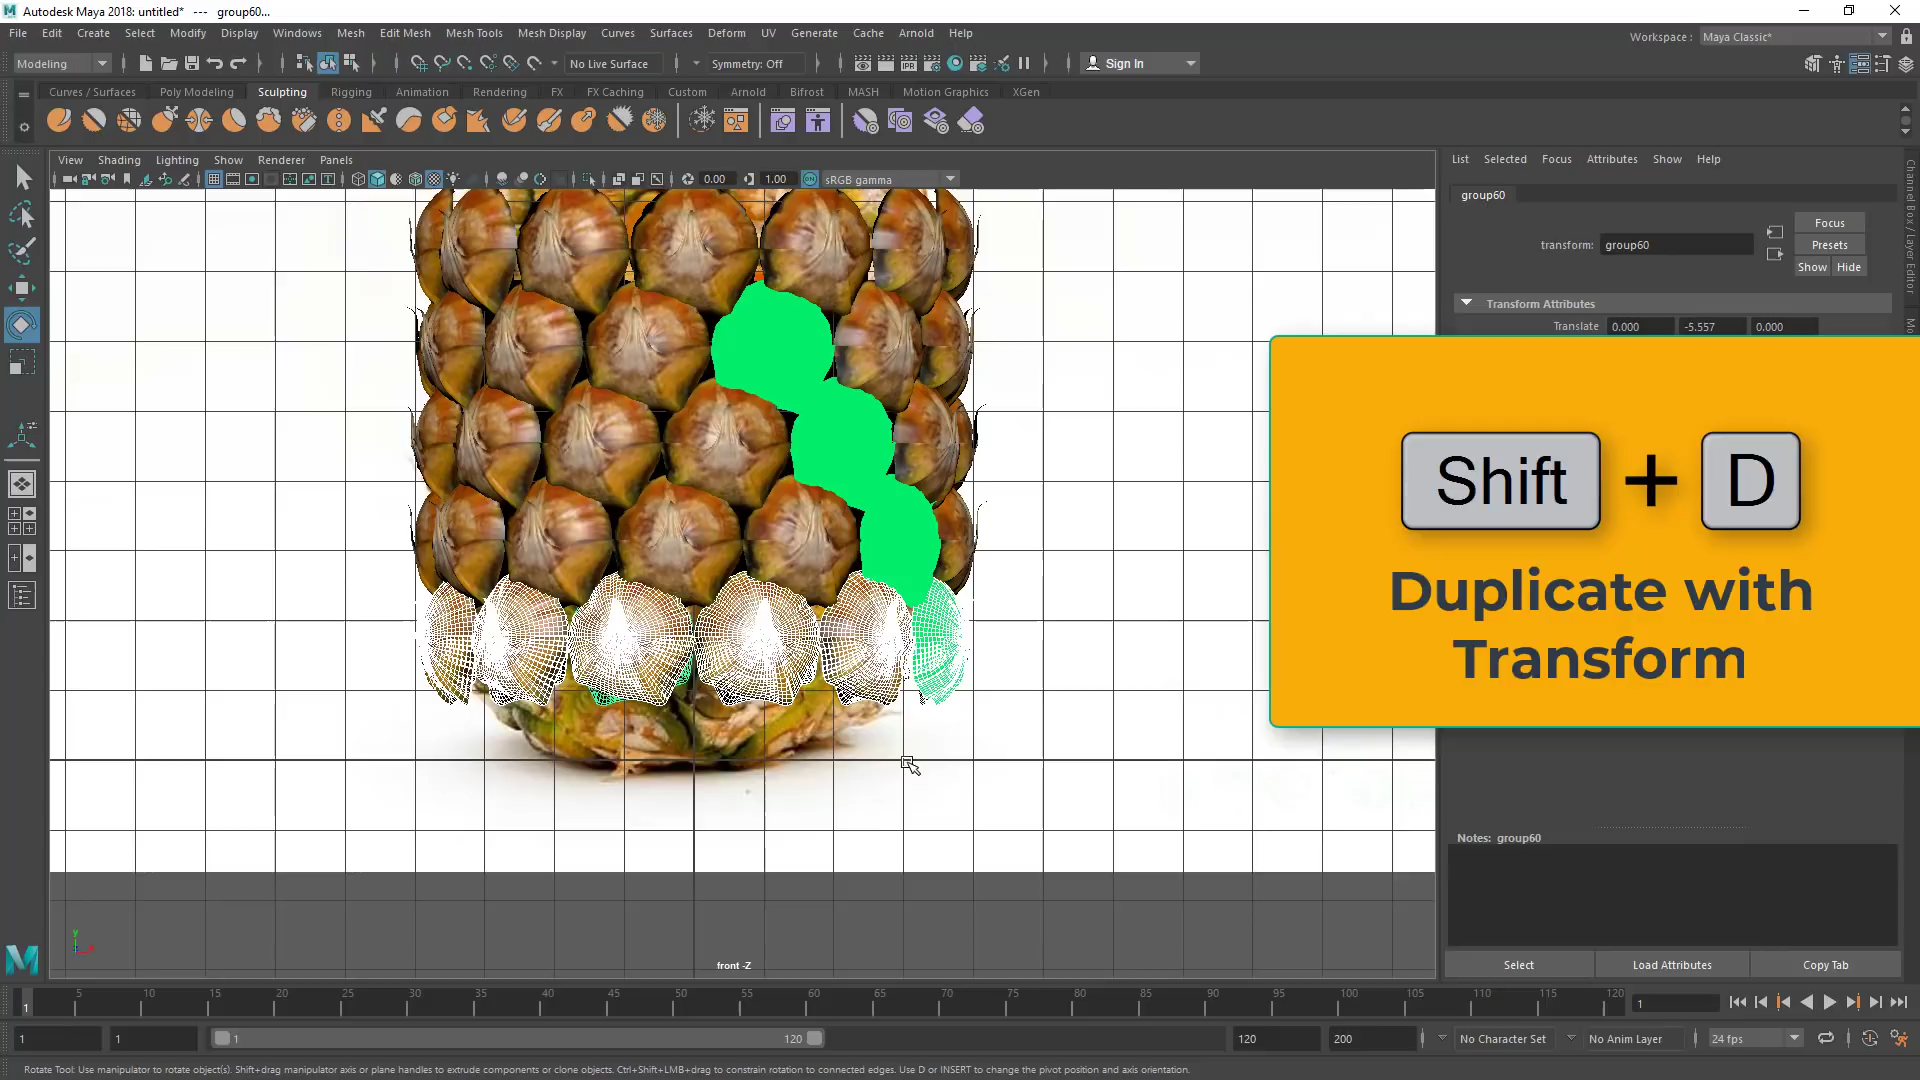 Autodesk Maya 2018: untitled*   ---   group60...
File Edit Create Select Modify Display Windows Mesh Edit Mesh Mesh Tools Mesh Display Curves Surfaces Deform UV Generate Cache Arnold Help
Workspace : Maya Classic*
Modeling No Live Surface Symmetry: Off Sign In
Curves / Surfaces Poly Modeling Sculpting Rigging Animation Rendering FX FX Caching Custom Arnold Bifrost MASH Motion Graphics XGen
View Shading Lighting Show Renderer Panels
0.00 1.00 sRGB gamma
List Selected Focus Attributes Show Help
group60
transform: group60
Focus
Presets
Show Hide
Transform Attributes
Translate 0.000 -5.557 0.000
Channel Box / Layer Editor
Shift + D
Duplicate with
Transform
Notes: group60
Select Load Attributes Copy Tab
y
front -Z
5 10 15 20 25 30 35 40 45 50 55 60 65 70 75 80 85 90 95 100 105 110 115 120
1 1
1 1 1 120 120 200 No Character Set No Anim Layer 24 fps
Rotate Tool: Use manipulator to rotate object(s). Shift+drag manipulator axis or plane handles to extrude components or clone objects. Ctrl+Shift+LMB+drag to constrain rotation to connected edges. Use D or INSERT to change the pivot position and axis orientation.